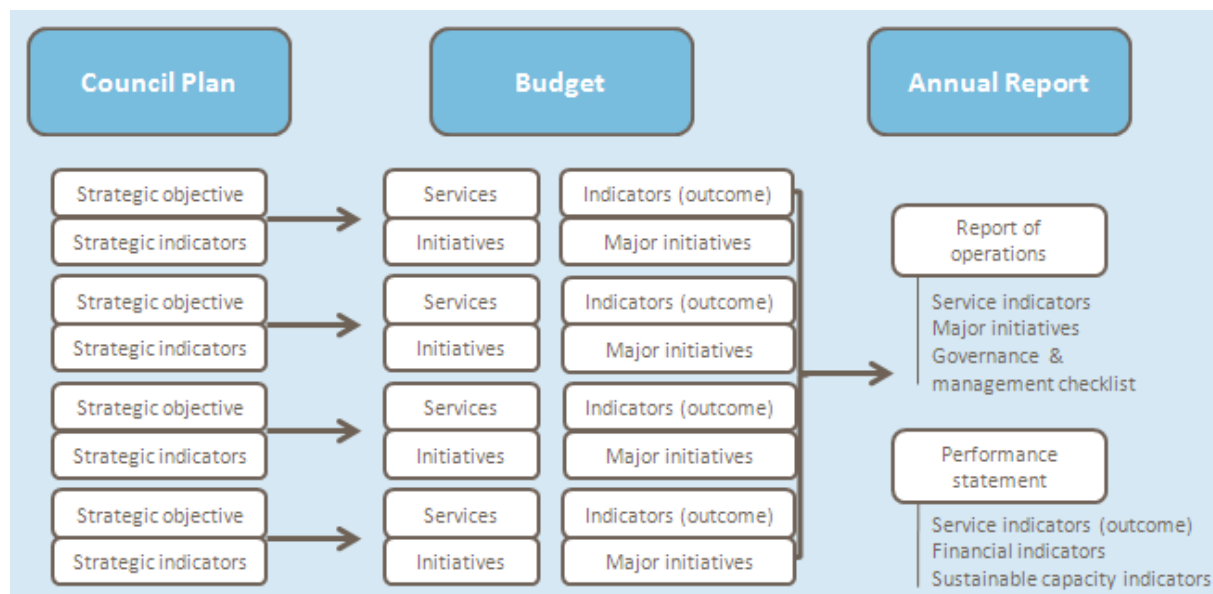 Council Plan
Budget
Annual Report
Strategic objective
Strategic indicators
Strategic objective
Strategic indicators
Strategic objective
Strategic indicators
Strategic objective
Strategic indicators
Services
Initiatives
Services
Initiatives
Services
Initiatives
Services
Initiatives
Indicators (outcome)
Major initiatives
Indicators (outcome)
Major initiatives
Indicators (outcome)
Major initiatives
Indicators (outcome)
Major initiatives
Report of
operations
Service indicators
Major initiatives
Governance &
management checklist
Performance
statement
Service indicators (outcome)
Financial indicators
Sustainable capacity indicators